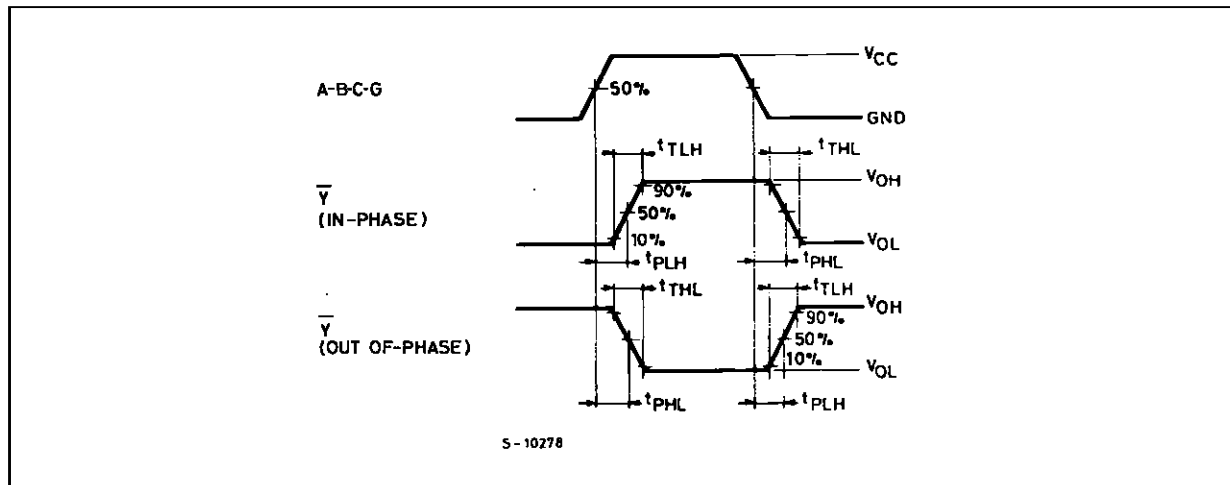 VCC
A-B-C-G
50%
GND
tTLH
tTHL
Y
(IN-PHASE)
VOH
90%
50%
10%
VOL
tPLH
tPHL
tTHL
tTLH
Y
(OUT OF-PHASE)
VOH
90%
50%
10%
VOL
tPHL
tPLH
S-10278